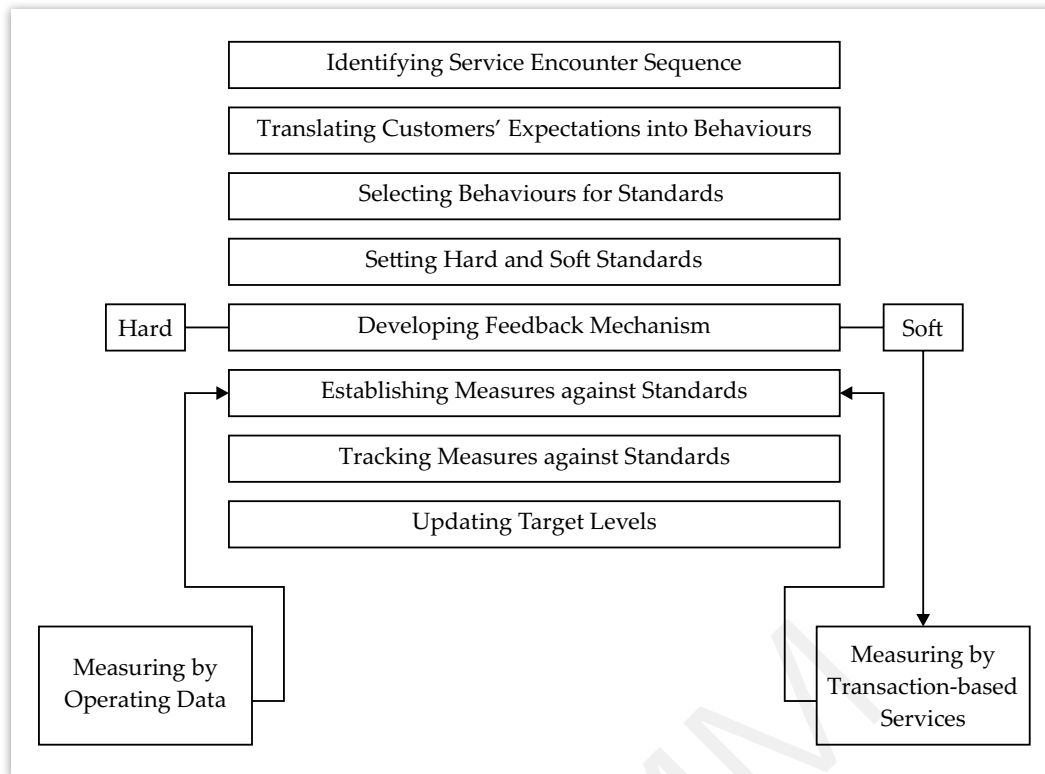 Identifying Service Encounter Sequence
Translating Customers’ Expectations into Behaviours
Selecting Behaviours for Standards
Setting Hard and Soft Standards
Hard
Developing Feedback Mechanism
Soft
Establishing Measures against Standards
Tracking Measures against Standards
Updating Target Levels
Measuring by
Operating Data
Measuring by
Transaction-based
Services